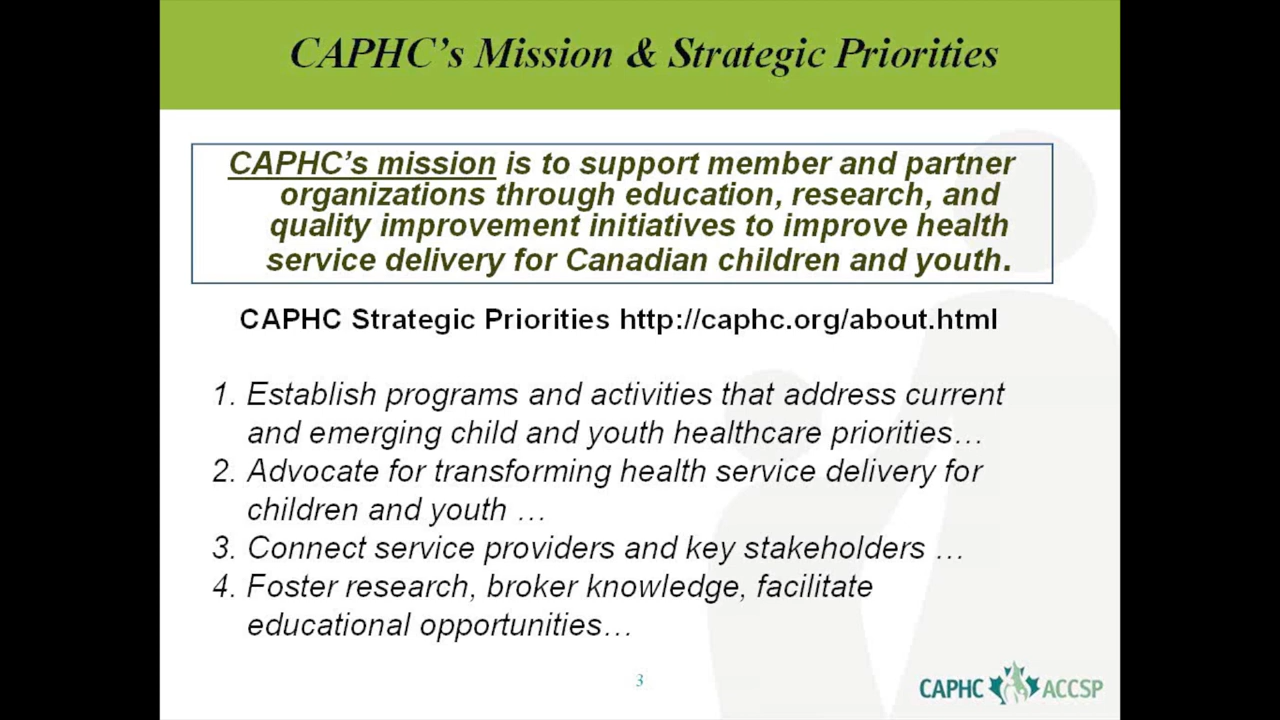 CAPHC's Mission & Strategic Priorities
CAPHC's mission is to support member and partner
organizations through education, research, and
quality improvement initiatives to improve health
service delivery for Canadian children and youth.
CAPHC Strategic Priorities http://caphc.org/about.html
1. Establish programs and activities that address current
and emerging child and youth healthcare priorities…
2. Advocate for transforming health service delivery for
children and youth …
3. Connect service providers and key stakeholders …
4. Foster research, broker knowledge, facilitate
educational opportunities…
3
CAPHC ACCSP